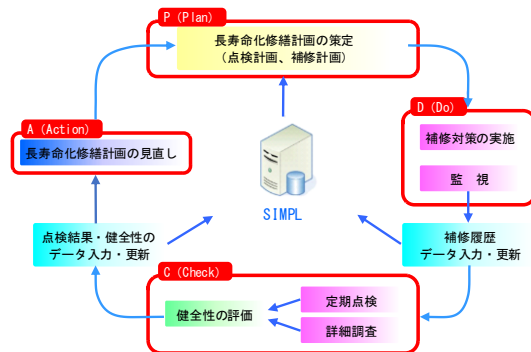 P (Plan)
長寿命化修繕計画の策定
(点検計画、補修計画)
D (Do)
補修対策の実施
監 視
A (Action)
長寿命化修繕計画の見直し
SIMPL
点検結果・健全性の
データ入力・更新
補修履歴
データ入力・更新
C (Check)
健全性の評価
定期点検
詳細調査